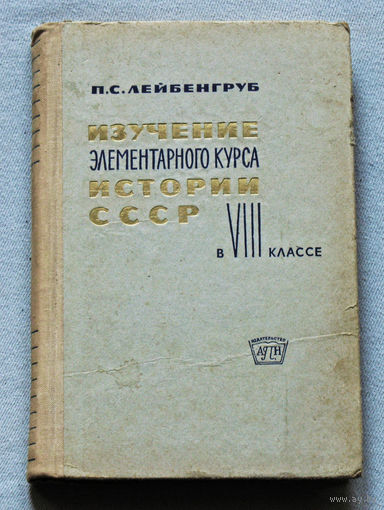 П.С.ЛЕЙБЕНГРУБ
ИЗУЧЕНИЕ
ЭЛЕМЕНТАРНОГО КУРСА
ИСТОРИИ
СССР
В VIII КЛАССЕ
ИЗДАТЕЛЬСТВО
АПН